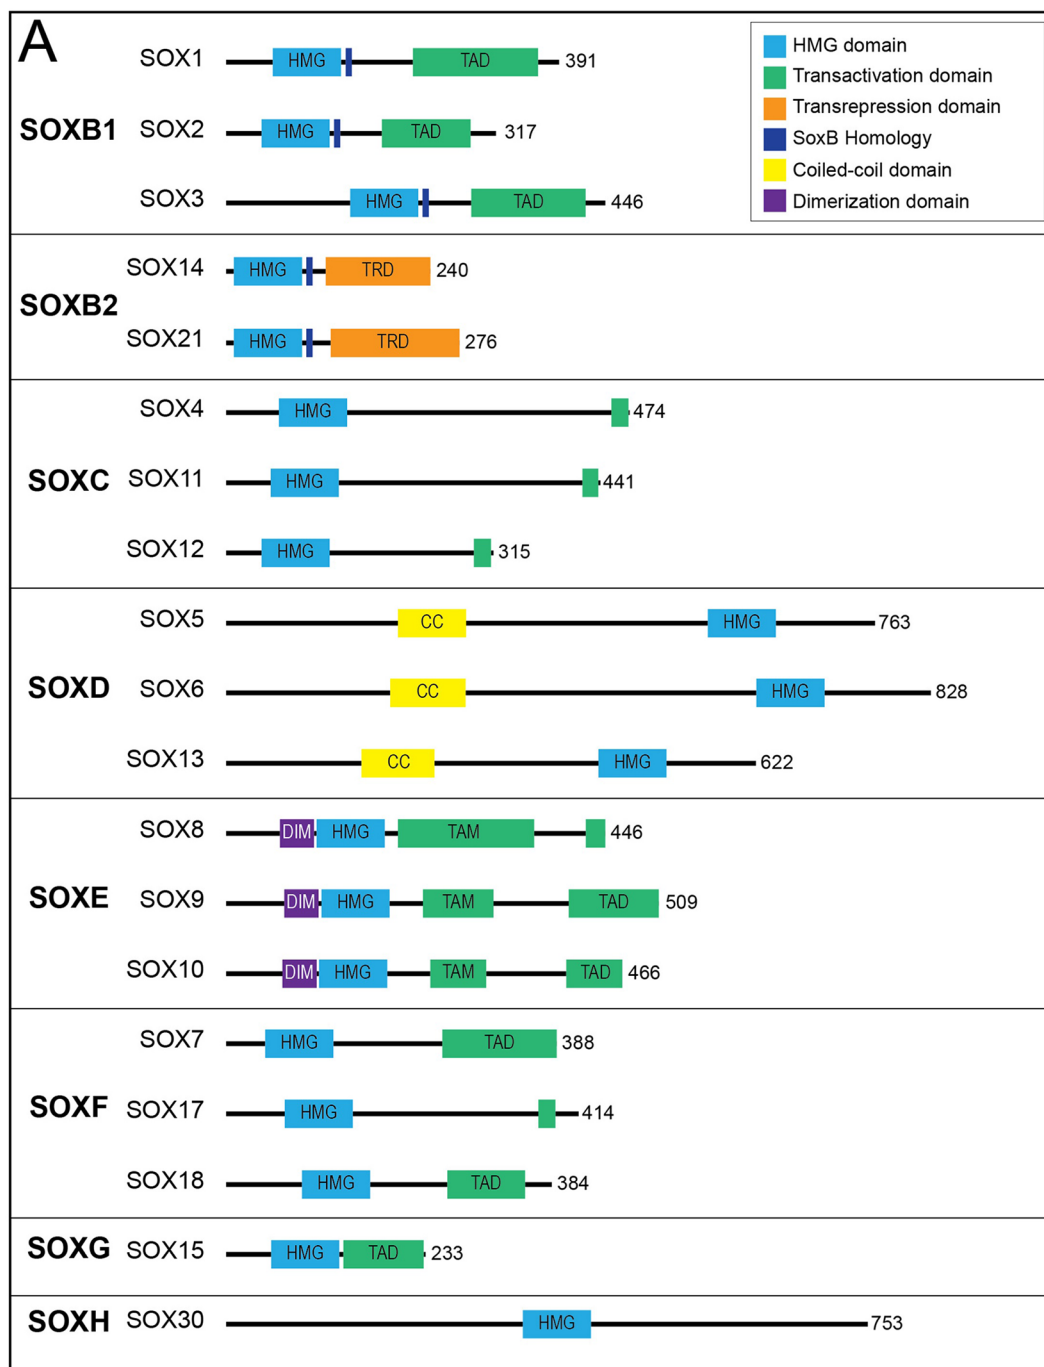 A
HMG domain
Transactivation domain
Transrepression domain
SoxB Homology
Coiled-coil domain
Dimerization domain
SOXB1
SOX1 HMG TAD 391
SOX2 HMG TAD 317
SOX3 HMG TAD 446
SOXB2
SOX14 HMG TRD 240
SOX21 HMG TRD 276
SOXC
SOX4 HMG 474
SOX11 HMG 441
SOX12 HMG 315
SOXD
SOX5 CC HMG 763
SOX6 CC HMG 828
SOX13 CC HMG 622
SOXE
SOX8 DIM HMG TAM 446
SOX9 DIM HMG TAM TAD 509
SOX10 DIM HMG TAM TAD 466
SOXF
SOX7 HMG TAD 388
SOX17 HMG 414
SOX18 HMG TAD 384
SOXG
SOX15 HMG TAD 233
SOXH
SOX30 HMG 753